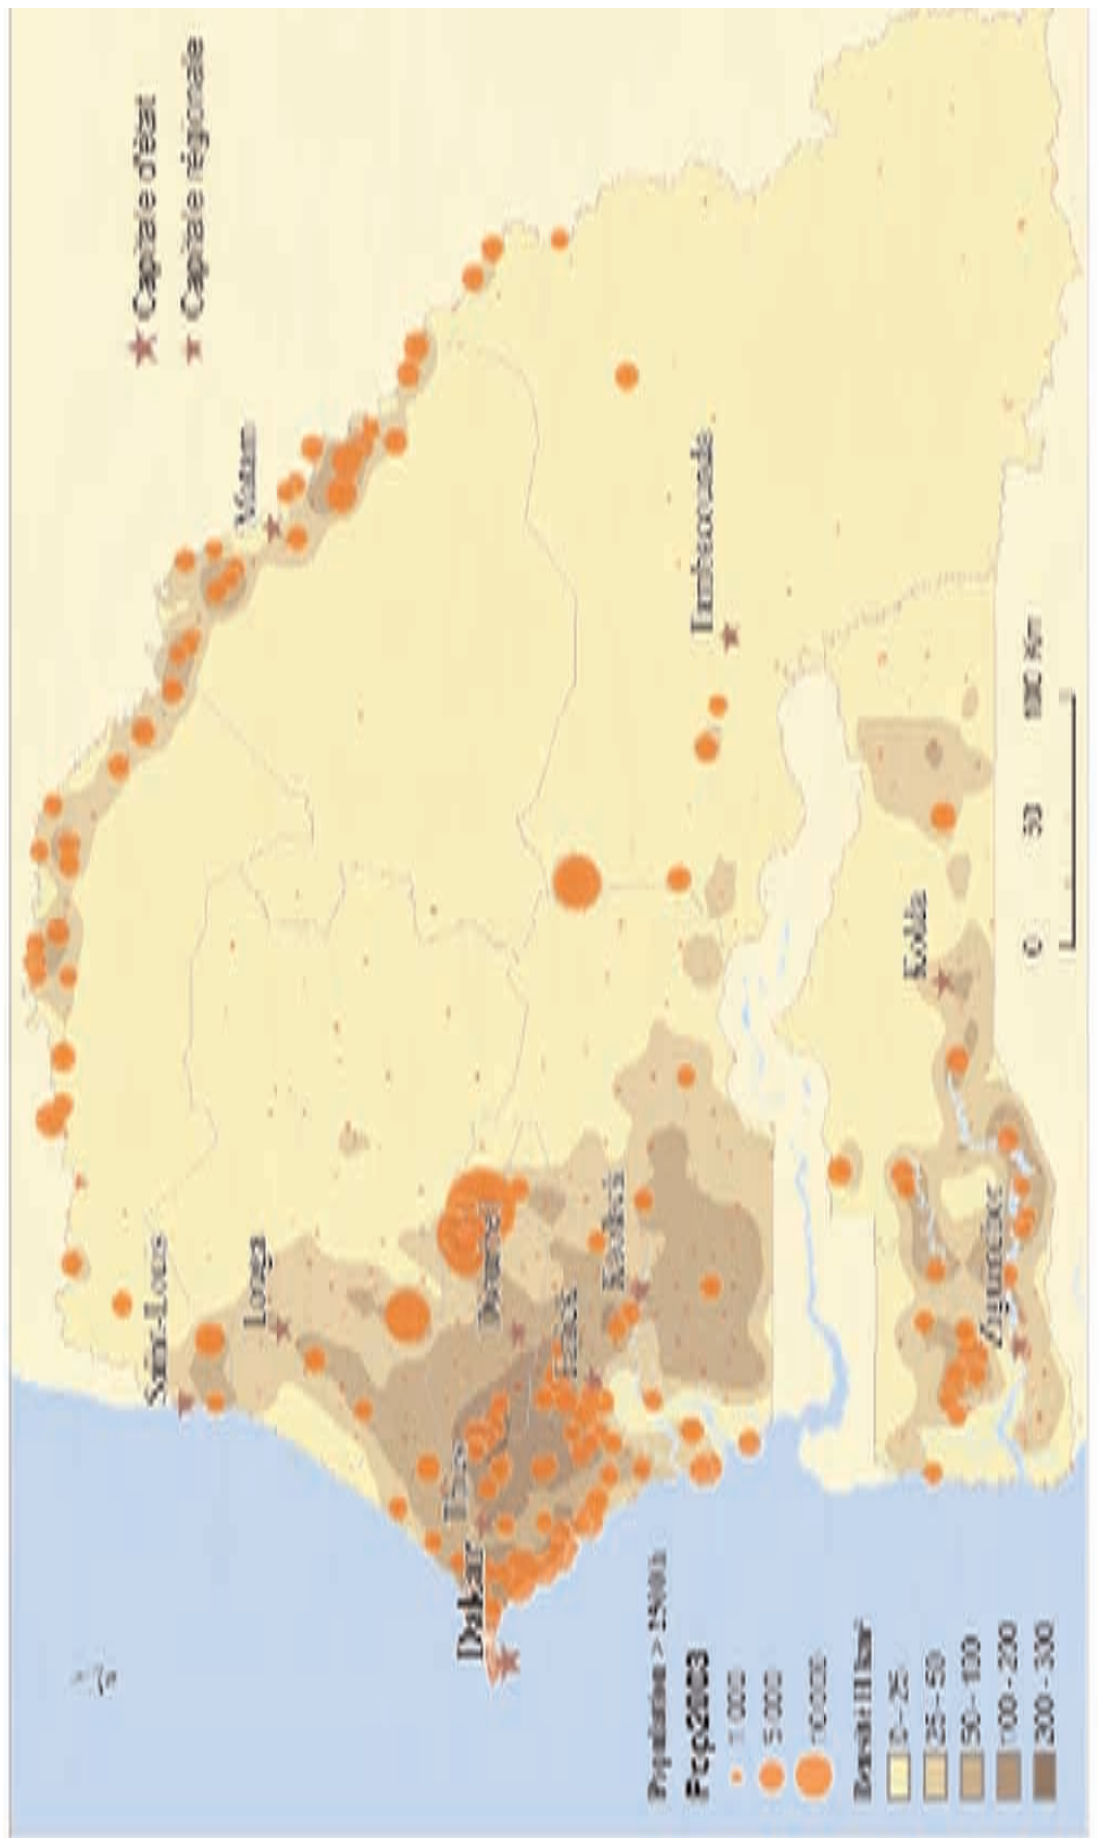 Capitale d'état
Capitale régionale
Matam
Saint-Louis
Louga
Tambacounda
Diourbel
Thiès
Dakar
Fatick
Kaolack
Kolda
Ziguinchor
0 50 100 Km
Population >
Pop2003
1 000
5 000
10 000
Densité H/km²
0 - 25
25 - 50
50 - 100
100 - 200
200 - 300